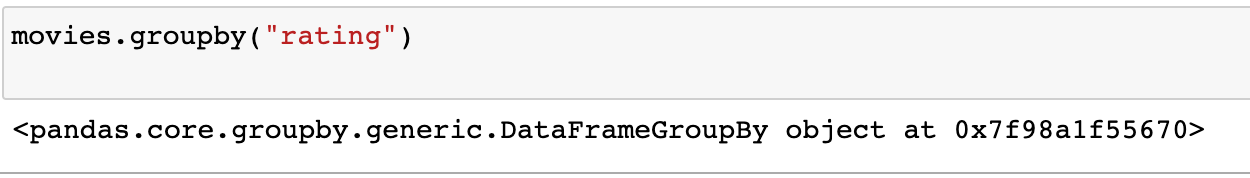 movies.groupby("rating")
<pandas.core.groupby.generic.DataFrameGroupBy object at 0x7f98a1f55670>